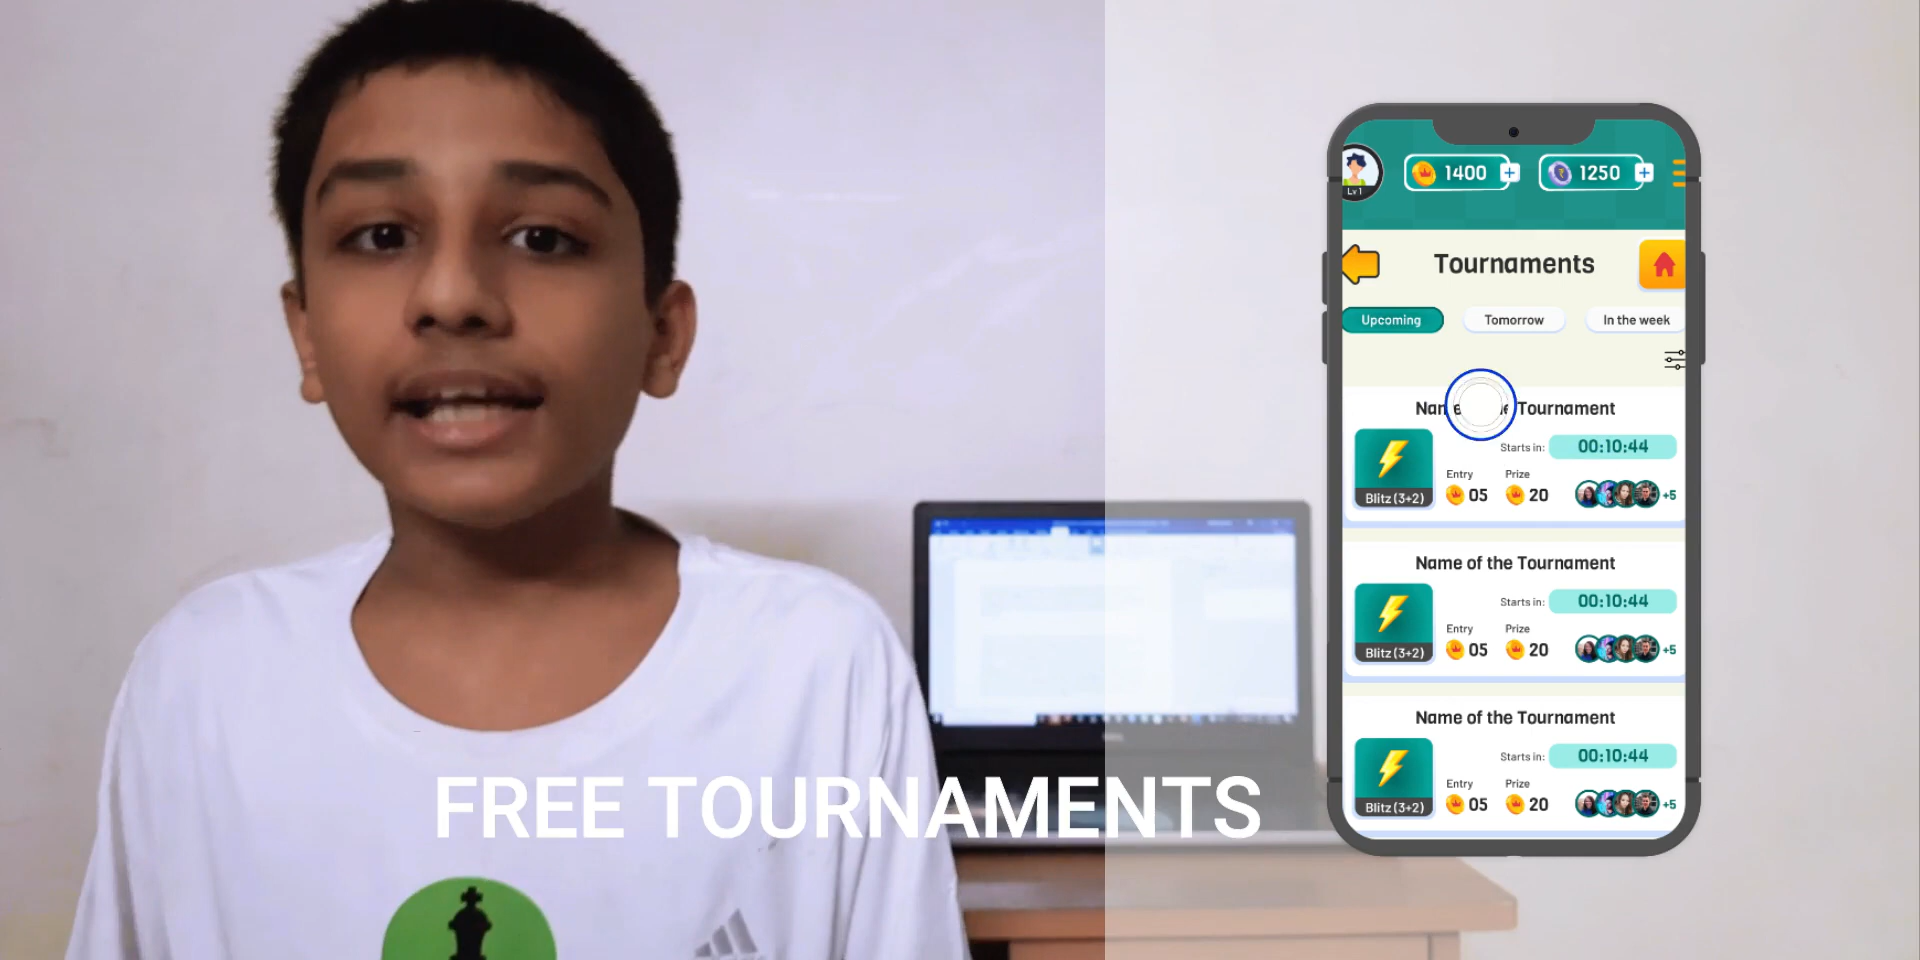 1400
1250
Lv 1
Tournaments
Upcoming
Tomorrow
In the week
Tournament
Starts in: 00:10:44
Entry
Prize
05
20
+5
Blitz (3+2)
Name of the Tournament
Starts in: 00:10:44
Entry
Prize
05
20
+5
Blitz (3+2)
Name of the Tournament
Starts in: 00:10:44
Entry
Prize
05
20
+5
Blitz (3+2)
FREE TOURNAMENTS